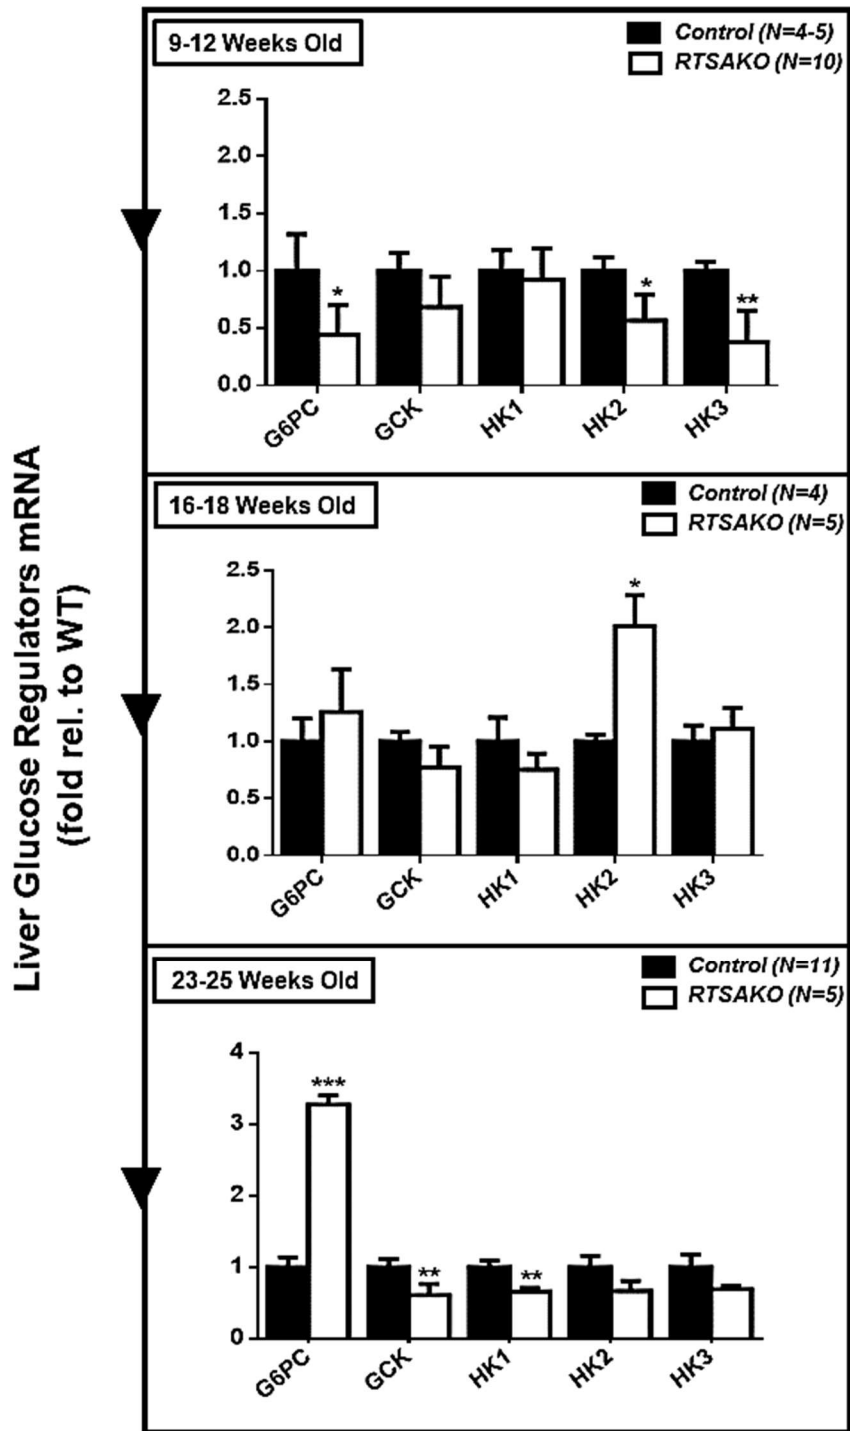 Liver Glucose Regulators mRNA
(fold rel. to WT)
9-12 Weeks Old
Control (N=4-5)
RTSAKO (N=10)
2.5
2.0
1.5
1.0
0.5
0.0
*
*
**
G6PC
GCK
HK1
HK2
HK3
16-18 Weeks Old
Control (N=4)
RTSAKO (N=5)
2.5
2.0
1.5
1.0
0.5
0.0
*
G6PC
GCK
HK1
HK2
HK3
23-25 Weeks Old
Control (N=11)
RTSAKO (N=5)
4
3
2
1
0
***
**
**
G6PC
GCK
HK1
HK2
HK3